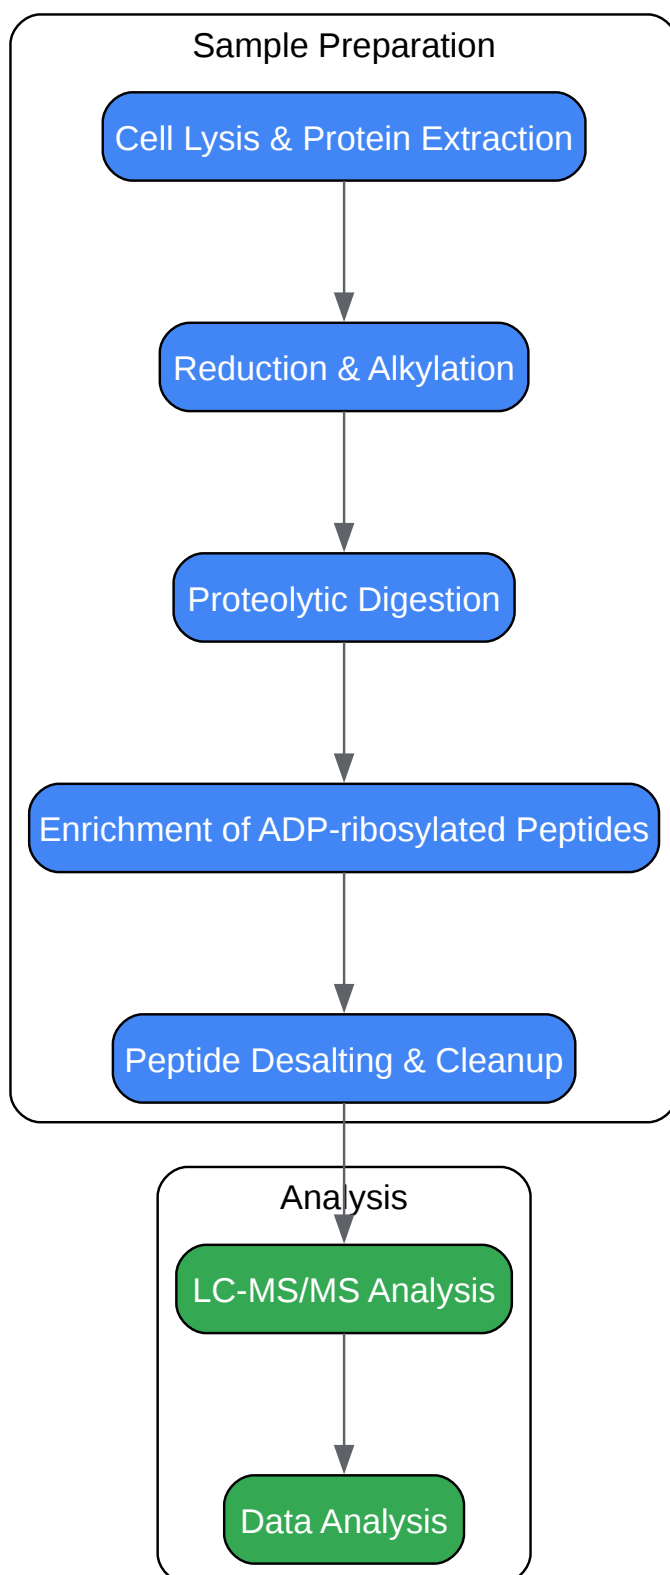 Sample Preparation
Cell Lysis & Protein Extraction
Reduction & Alkylation
Proteolytic Digestion
Enrichment of ADP-ribosylated Peptides
Peptide Desalting & Cleanup
Analysis
LC-MS/MS Analysis
Data Analysis